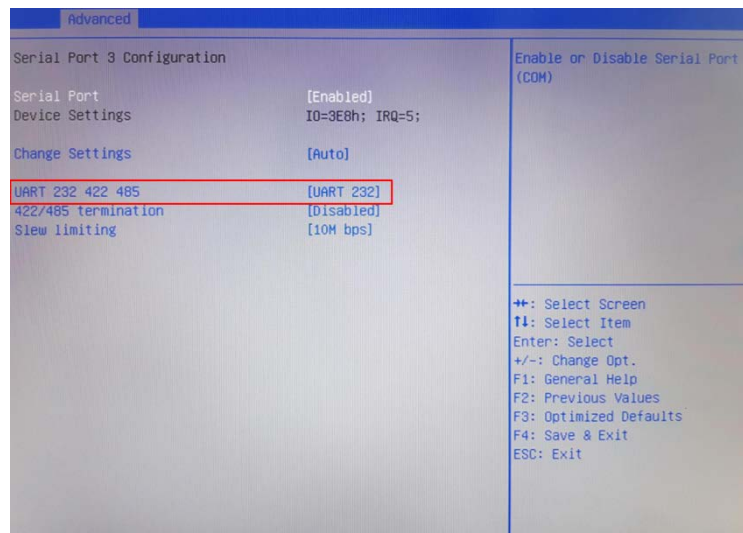 Advanced
Serial Port 3 Configuration
Serial Port [Enabled]
Device Settings IO=3E8h; IRQ=5;
Change Settings [Auto]
UART 232 422 485 [UART 232]
422/485 termination [Disabled]
Slew limiting [10M bps]
Enable or Disable Serial Port
(COM)
→←: Select Screen
↑↓: Select Item
Enter: Select
+/-: Change Opt.
F1: General Help
F2: Previous Values
F3: Optimized Defaults
F4: Save & Exit
ESC: Exit